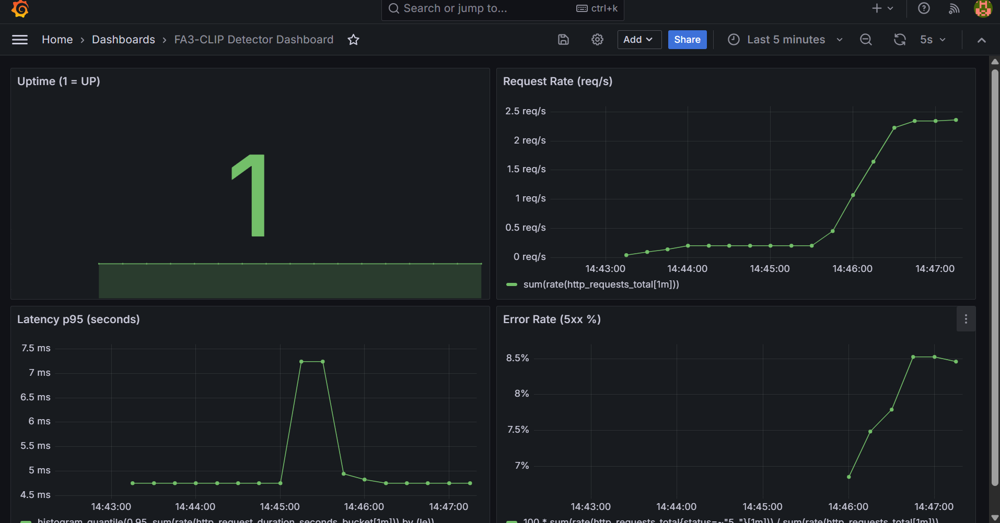 Search or jump to...
ctrl+k
Home › Dashboards › FA3-CLIP Detector Dashboard
Add
Share
Last 5 minutes
5s
Uptime (1 = UP)
1
Request Rate (req/s)
2.5 req/s
2 req/s
1.5 req/s
1 req/s
0.5 req/s
0 req/s
14:43:00 14:44:00 14:45:00 14:46:00 14:47:00
sum(rate(http_requests_total[1m]))
Latency p95 (seconds)
7.5 ms
7 ms
6.5 ms
6 ms
5.5 ms
5 ms
4.5 ms
14:43:00 14:44:00 14:45:00 14:46:00 14:47:00
histogram_quantile(0.95, sum(rate(http_request_duration_seconds_bucket[1m])) by (le))
Error Rate (5xx %)
8.5%
8%
7.5%
7%
14:43:00 14:44:00 14:45:00 14:46:00 14:47:00
100 * sum(rate(http_requests_total{status=~"5.."}[1m])) / sum(rate(http_requests_total[1m]))